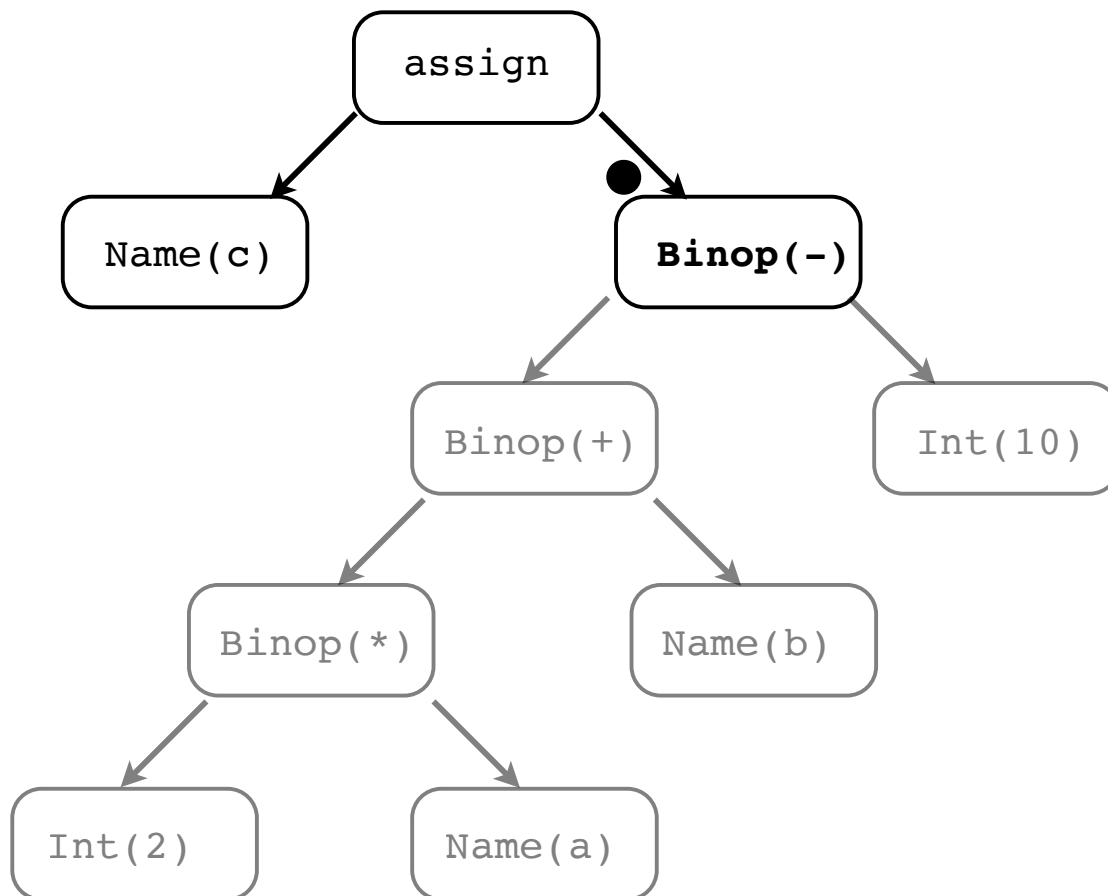 assign
Name(c)
Binop(-)
Binop(+)
Int(10)
Binop(*)
Name(b)
Int(2)
Name(a)